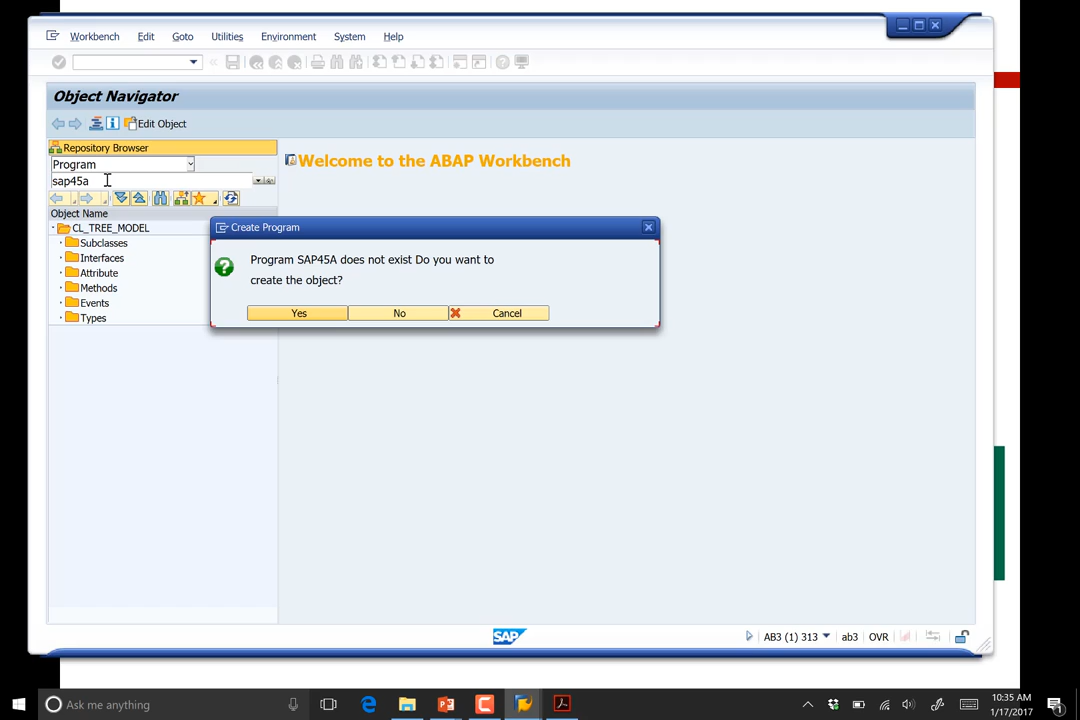 Workbench Edit Goto Utilities Environment System Help
Object Navigator
Edit Object
Repository Browser
Program
sap45a
Object Name
CL_TREE_MODEL
Subclasses
Interfaces
Attribute
Methods
Events
Types
Welcome to the ABAP Workbench
Create Program
Program SAP45A does not exist Do you want to
create the object?
Yes No Cancel
SAP
AB3 (1) 313 ab3 OVR
Ask me anything
10:35 AM
1/17/2017
1